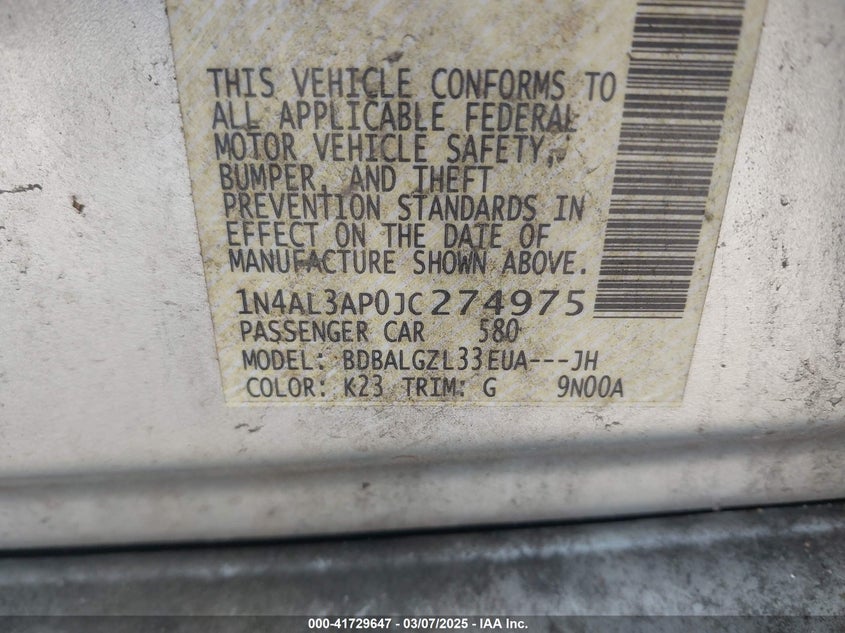 THIS VEHICLE CONFORMS TO
ALL APPLICABLE FEDERAL
MOTOR VEHICLE SAFETY,
BUMPER, AND THEFT
PREVENTION STANDARDS IN
EFFECT ON THE DATE OF
MANUFACTURE SHOWN ABOVE.
1N4AL3AP0JC274975
PASSENGER CAR 580
MODEL: BDBALGZL33EUA---JH
COLOR: K23 TRIM: G 9N00A
000-41729647 - 03/07/2025 - IAA Inc.